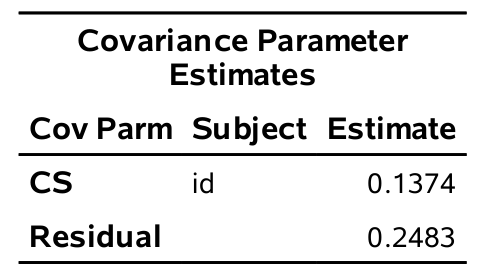 Covariance Parameter
Estimates
Cov Parm Subject Estimate
CS id 0.1374
Residual 0.2483